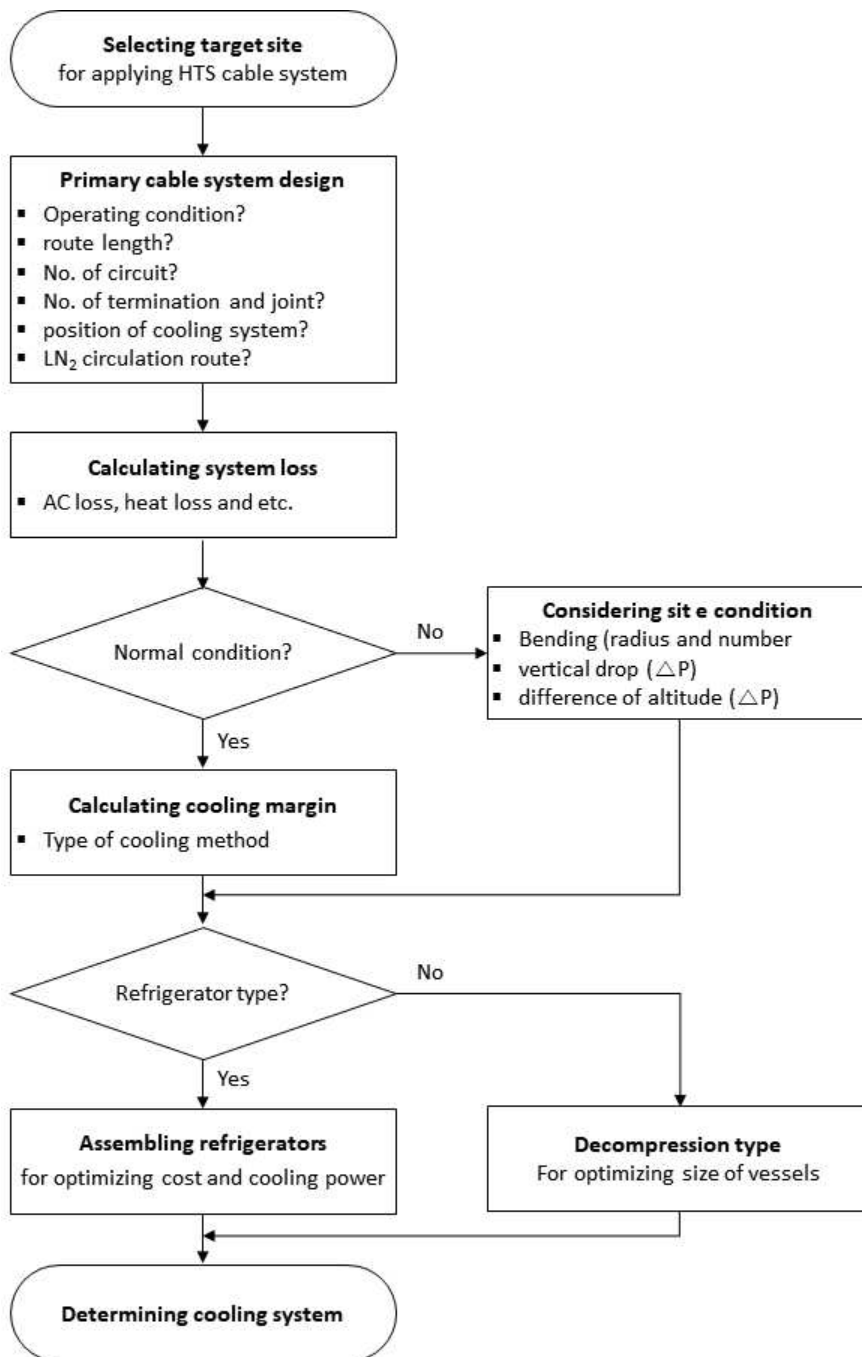 Selecting target site
for applying HTS cable system
Primary cable system design
▪ Operating condition?
▪ route length?
▪ No. of circuit?
▪ No. of termination and joint?
▪ position of cooling system?
▪ LN₂ circulation route?
Calculating system loss
▪ AC loss, heat loss and etc.
Normal condition?
No
Considering sit e condition
▪ Bending (radius and number
▪ vertical drop (△P)
▪ difference of altitude (△P)
Yes
Calculating cooling margin
▪ Type of cooling method
Refrigerator type?
No
Yes
Assembling refrigerators
for optimizing cost and cooling power
Decompression type
For optimizing size of vessels
Determining cooling system